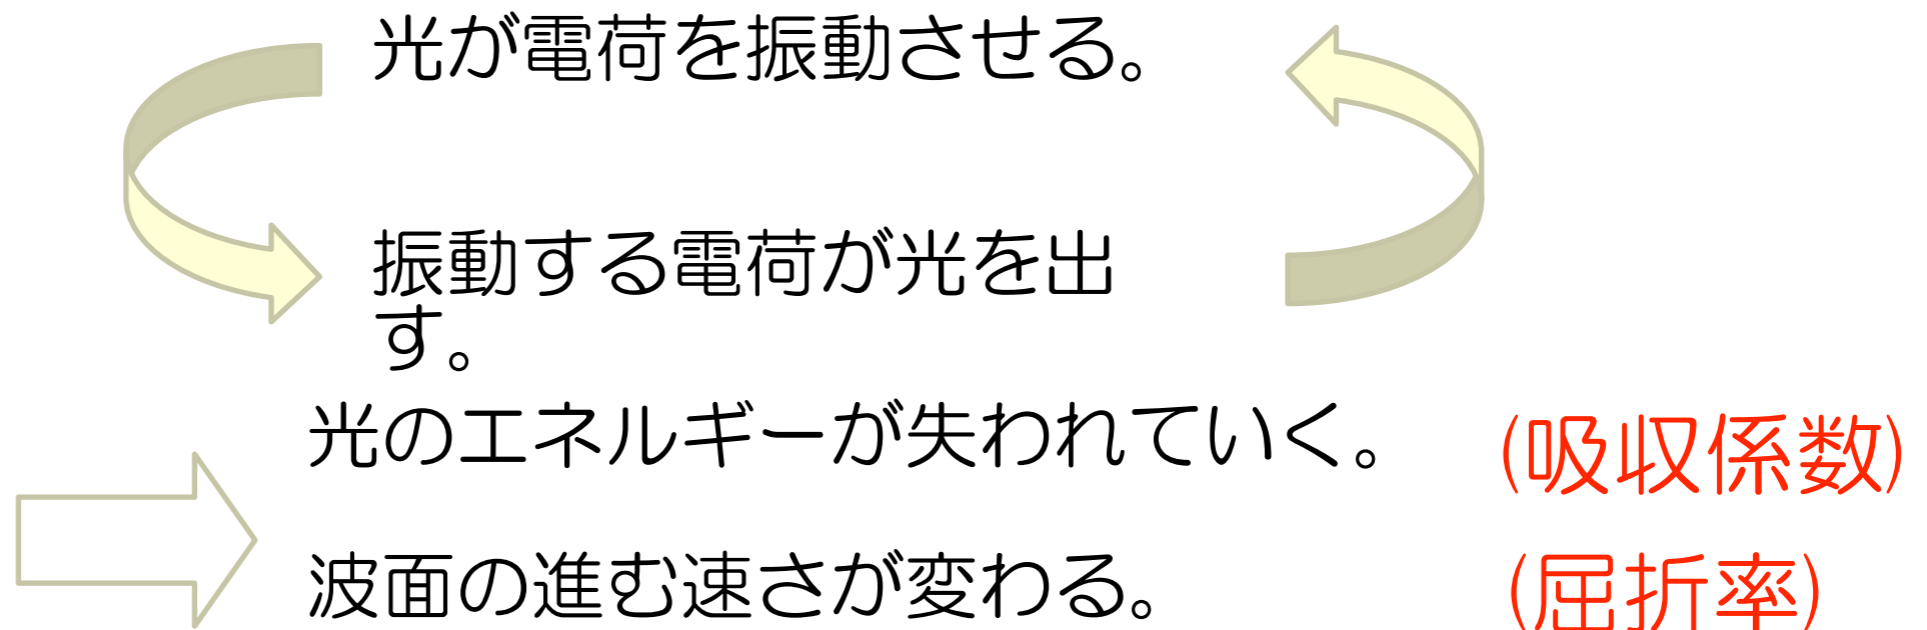 光が電荷を振動させる。
振動する電荷が光を出
す。
光のエネルギーが失われていく。 (吸収係数)
波面の進む速さが変わる。 (屈折率)